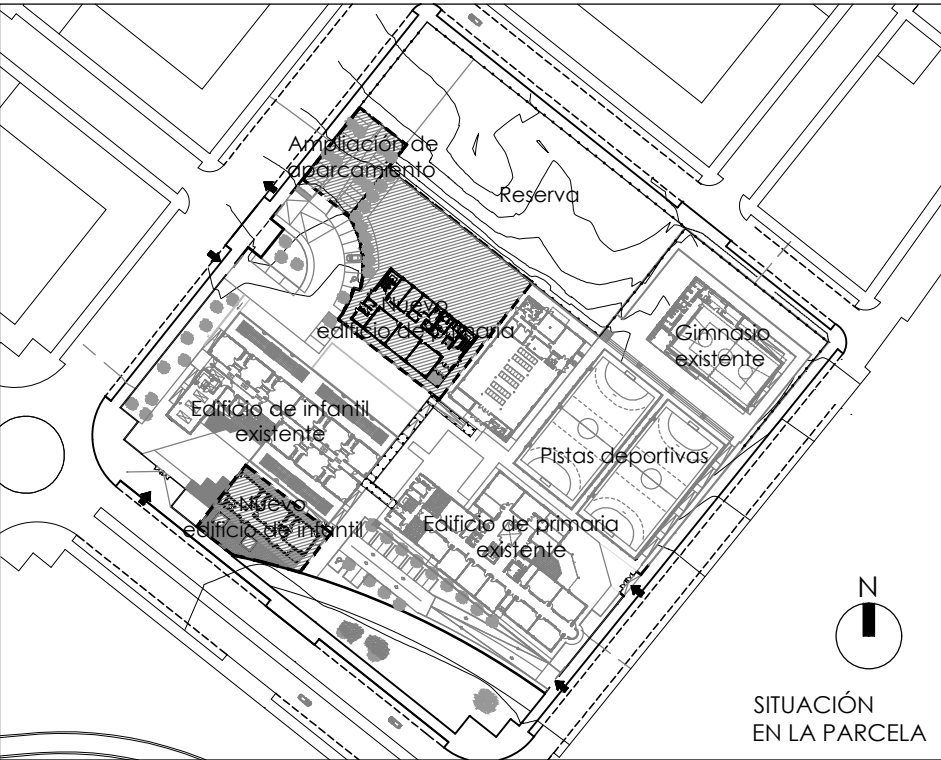 Ampliación de
aparcamiento
Reserva
Nuevo
edificio de primaria
Gimnasio
existente
Edificio de infantil
existente
Pistas deportivas
Nuevo
edificio de infantil
Edificio de primaria
existente
N
SITUACIÓN
EN LA PARCELA